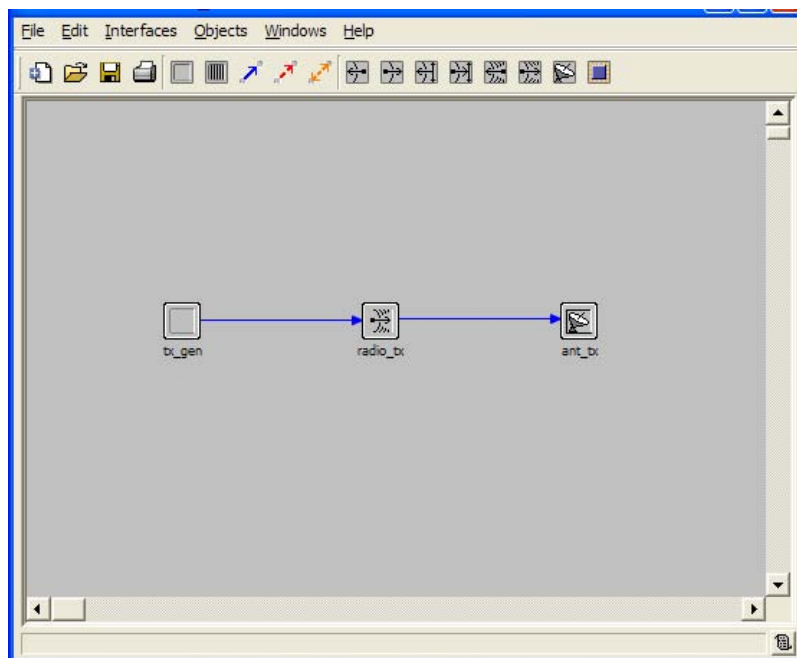 File Edit Interfaces Objects Windows Help
tx_gen radio_tx ant_tx